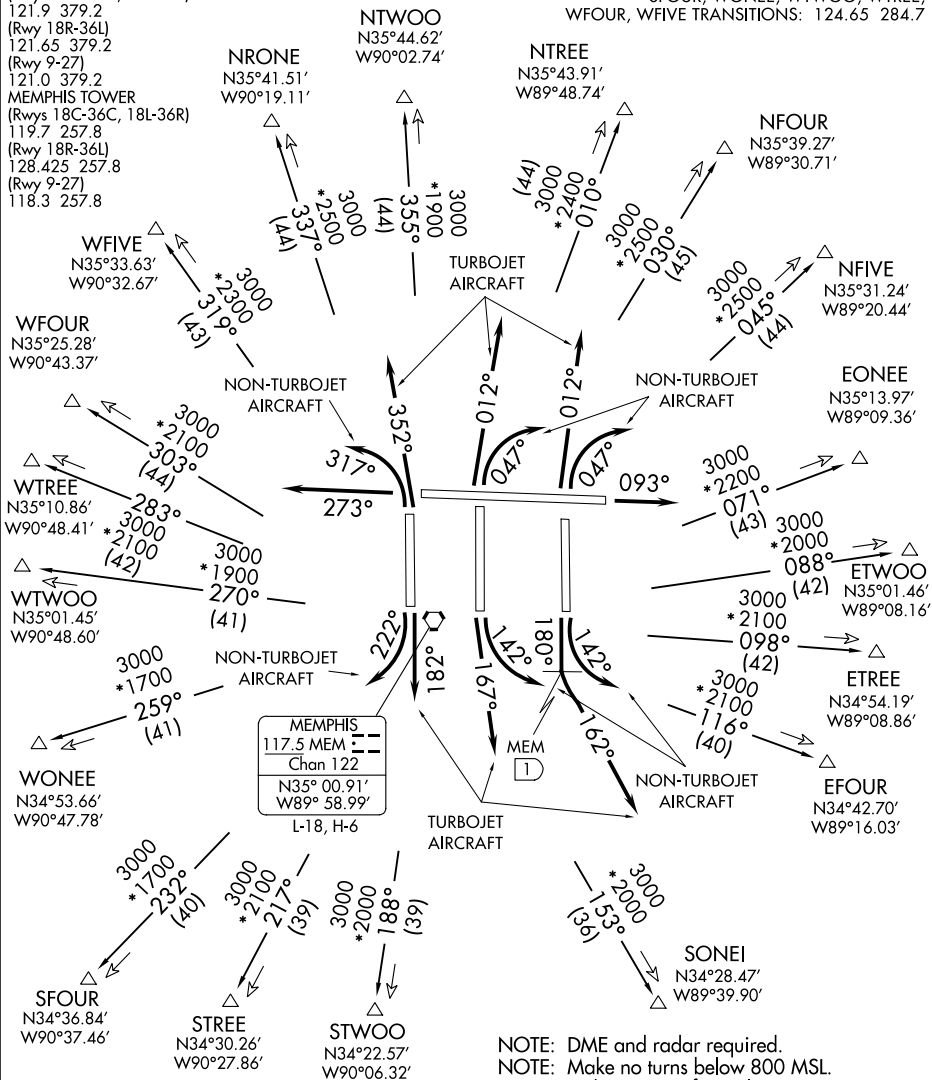 121.9 379.2
(Rwy 18R-36L)
121.65 379.2
(Rwy 9-27)
121.0 379.2
MEMPHIS TOWER
(Rwys 18C-36C, 18L-36R)
119.7 257.8
(Rwy 18R-36L)
128.425 257.8
(Rwy 9-27)
118.3 257.8
WFOUR, WFIVE TRANSITIONS: 124.65 284.7
NTWOO
N35°44.62'
W90°02.74'
NRONE
N35°41.51'
W90°19.11'
NTREE
N35°43.91'
W89°48.74'
NFOUR
N35°39.27'
W89°30.71'
NFIVE
N35°31.24'
W89°20.44'
WFIVE
N35°33.63'
W90°32.67'
WFOUR
N35°25.28'
W90°43.37'
3000
*2500
337°
(44)
3000
*1900
355°
(44)
(44)
3000
*2400
010°
3000
*2500
030°
(45)
3000
*2500
045°
(44)
3000
*2300
319°
(43)
TURBOJET
AIRCRAFT
NON-TURBOJET
AIRCRAFT
NON-TURBOJET
AIRCRAFT
EONEE
N35°13.97'
W89°09.36'
3000
*2100
303°
(44)
352°
012°
012°
317°
047°
047°
273°
093°
3000
*2200
071°
(43)
WTREE
N35°10.86'
W90°48.41'
283°
3000
*2100
(42)
3000
*2000
088°
(42)
ETWOO
N35°01.46'
W89°08.16'
3000
*1900
270°
(41)
WTWOO
N35°01.45'
W90°48.60'
3000
*2100
098°
(42)
ETREE
N34°54.19'
W89°08.86'
222°
182°
142°
167°
180°
142°
162°
NON-TURBOJET
AIRCRAFT
3000
*1700
259°
(41)
WONEE
N34°53.66'
W90°47.78'
3000
*2100
116°
(40)
EFOUR
N34°42.70'
W89°16.03'
MEMPHIS
117.5 MEM
Chan 122
N35° 00.91'
W89° 58.99'
L-18, H-6
MEM
1
NON-TURBOJET
AIRCRAFT
TURBOJET
AIRCRAFT
3000
*1700
232°
(40)
3000
*2100
217°
(39)
3000
*2000
188°
(39)
3000
*2000
153°
(36)
SFOUR
N34°36.84'
W90°37.46'
STREE
N34°30.26'
W90°27.86'
STWOO
N34°22.57'
W90°06.32'
SONEI
N34°28.47'
W89°39.90'
NOTE: DME and radar required.
NOTE: Make no turns below 800 MSL.